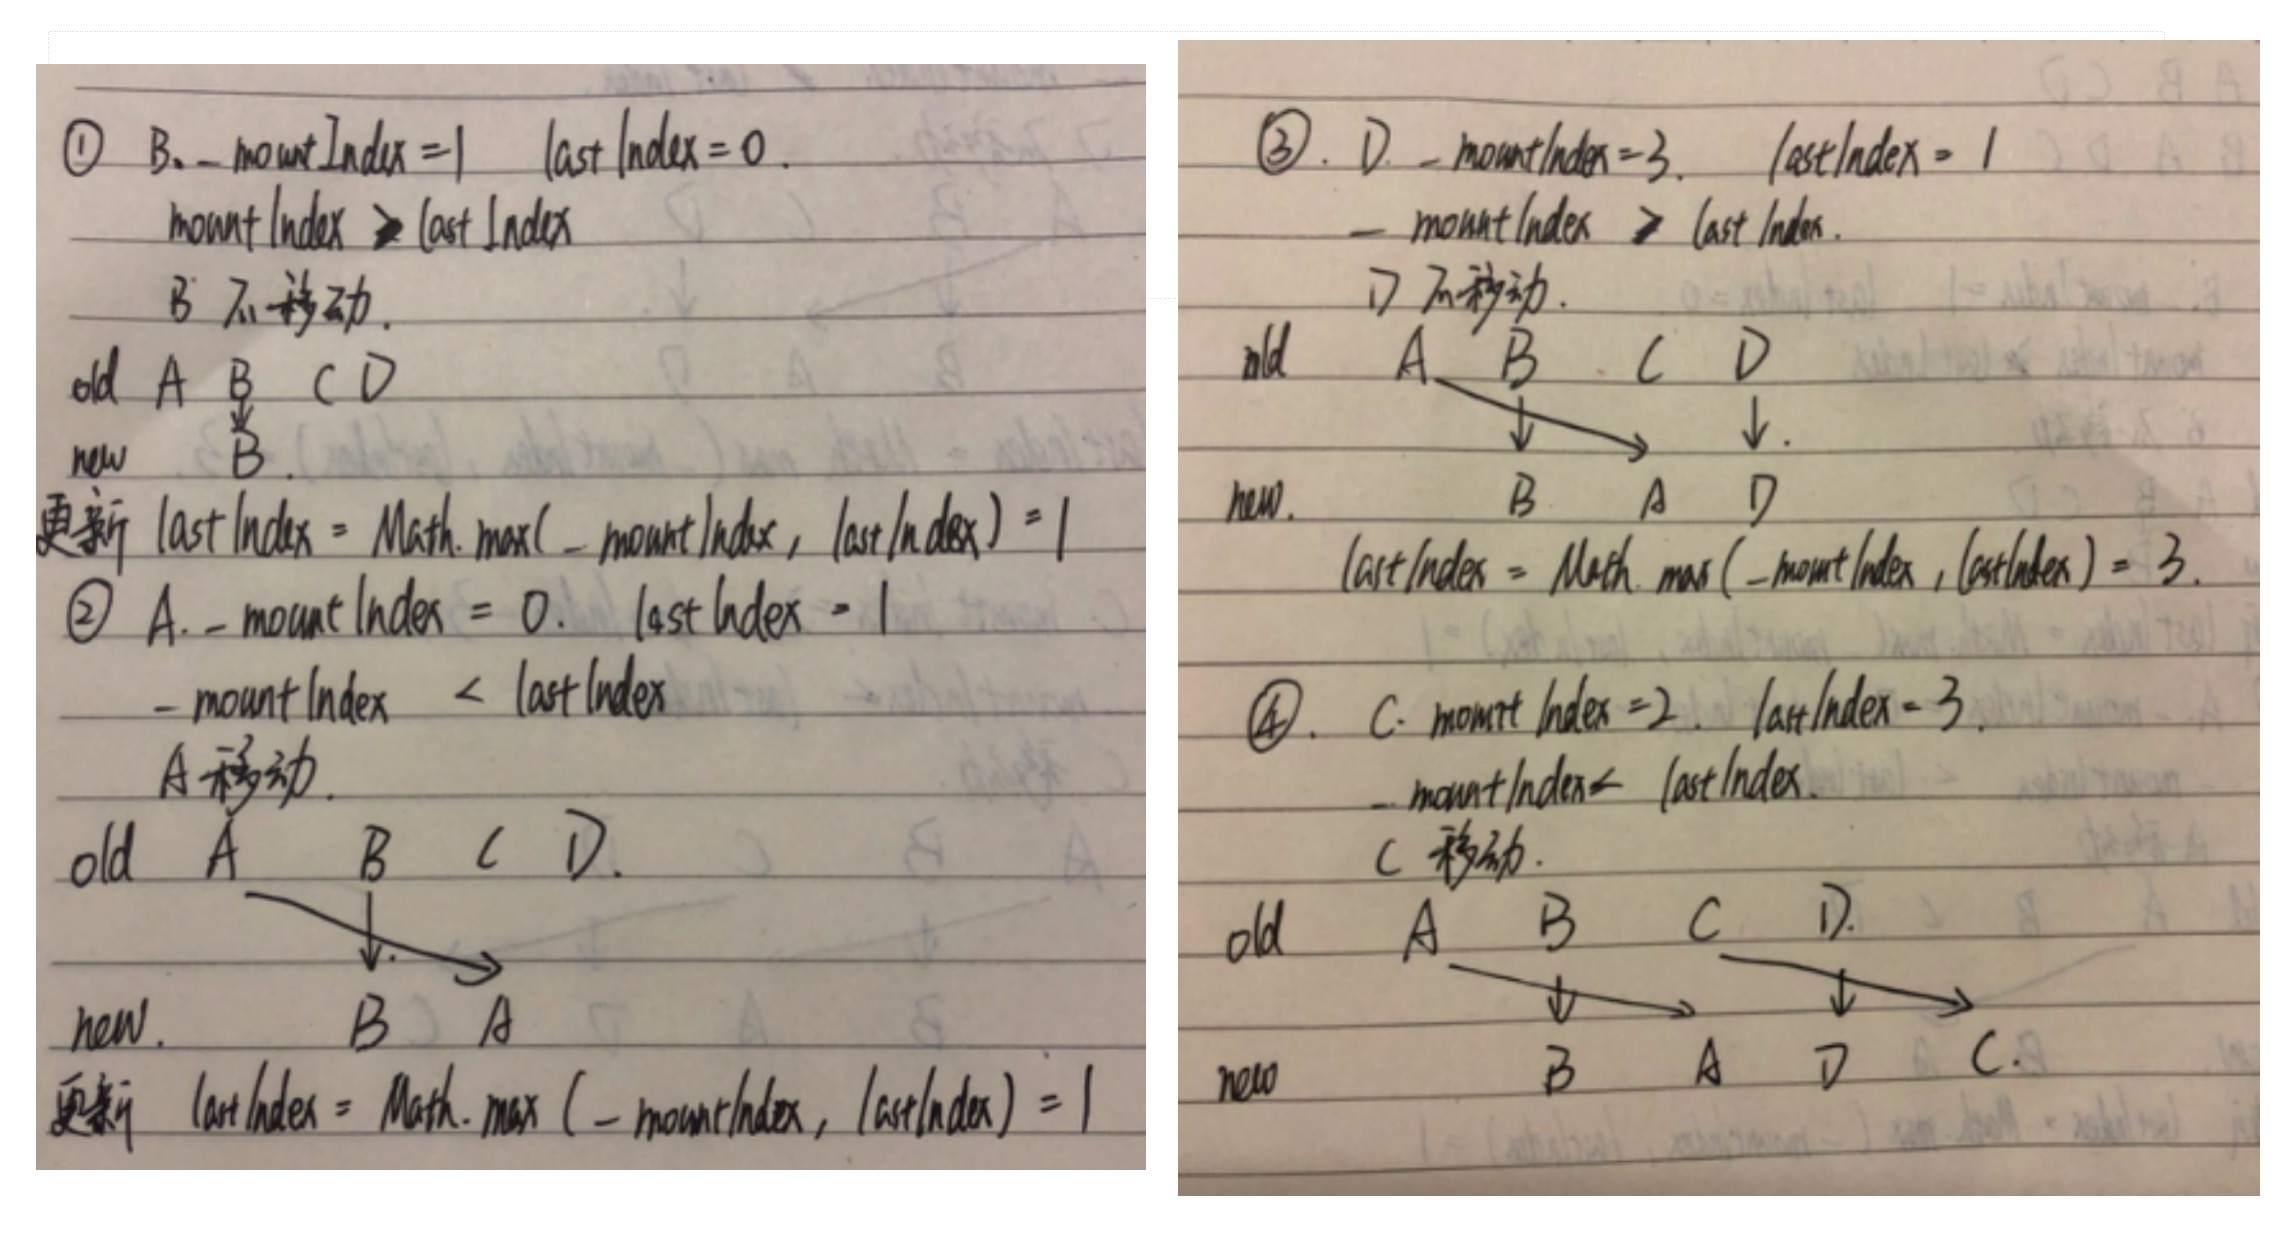 ① B._mountIndex=1 lastIndex=0.
mountIndex > lastIndex
B 不移动.
old A B C D
new B.
更新 lastIndex = Math.max(_mountIndex, lastIndex) = 1
② A._mountIndex = 0. lastIndex = 1
_mountIndex < lastIndex
A 移动.
old A B C D.
new. B A
更新 lastIndex = Math.max(_mountIndex, lastIndex) = 1
③. D._mountIndex=3. lastIndex = 1
_mountIndex > lastIndex.
D 不移动.
old A B C D
new. B A D
lastIndex = Math.max(_mountIndex, lastIndex) = 3.
④. C. mountIndex=2. lastIndex=3.
_mountIndex< lastIndex.
C 移动.
old A B C D.
new B A D C.